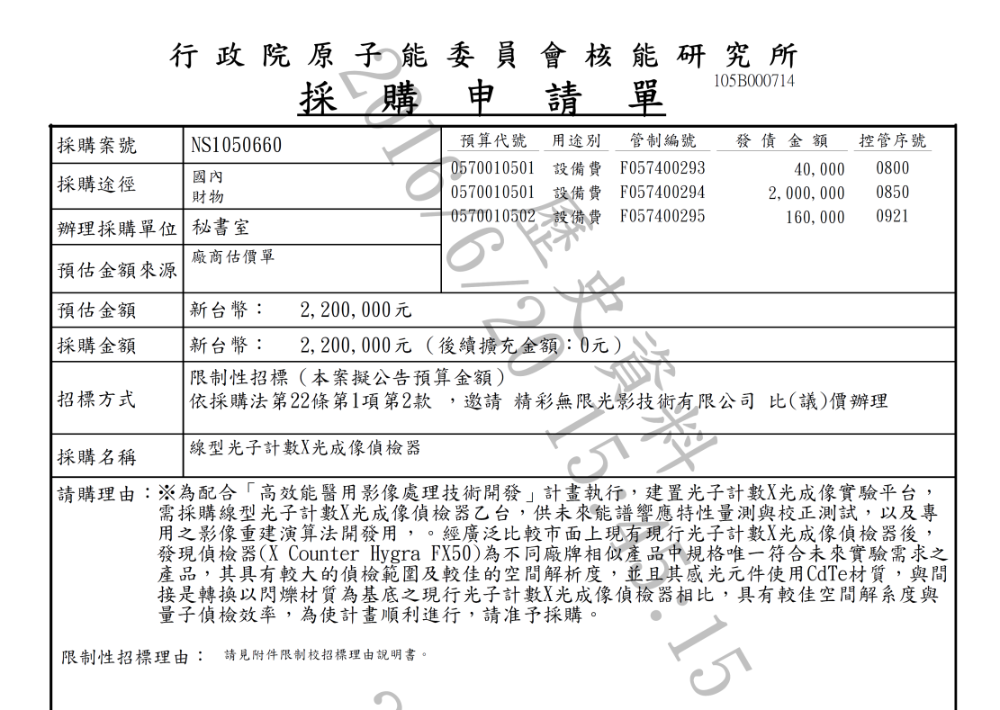 行政院原子能委員會核能研究所
105B000714
採購申請單
採購案號 NS1050660
採購途徑 國內
財物
辦理採購單位 秘書室
預估金額來源 廠商估價單
預算代號 用途別 管制編號 發債金額 控管序號
0570010501 設備費 F057400293 40,000 0800
0570010501 設備費 F057400294 2,000,000 0850
0570010502 設備費 F057400295 160,000 0921
預估金額 新台幣： 2,200,000元
採購金額 新台幣： 2,200,000元（後續擴充金額：0元）
招標方式 限制性招標（本案擬公告預算金額）
依採購法第22條第1項第2款 ，邀請 精彩無限光影技術有限公司 比(議)價辦理
採購名稱 線型光子計數X光成像偵檢器
請購理由：※為配合「高效能醫用影像處理技術開發」計畫執行，建置光子計數X光成像實驗平台，
需採購線型光子計數X光成像偵檢器乙台，供未來能譜響應特性量測與校正測試，以及專
用之影像重建演算法開發用，。經廣泛比較市面上現有現行光子計數X光成像偵檢器後，
發現偵檢器(X Counter Hygra FX50)為不同廠牌相似產品中規格唯一符合未來實驗需求之
產品，其具有較大的偵檢範圍及較佳的空間解析度，並且其感光元件使用CdTe材質，與間
接是轉換以閃爍材質為基底之現行光子計數X光成像偵檢器相比，具有較佳空間解系度與
量子偵檢效率，為使計畫順利進行，請准予採購。
限制性招標理由： 請見附件限制校招標理由說明書。
歷史資料
2016/6/20 15:45:15